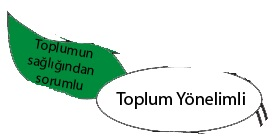 Toplumun
sağlığından
sorumlu
Toplum Yönelimli